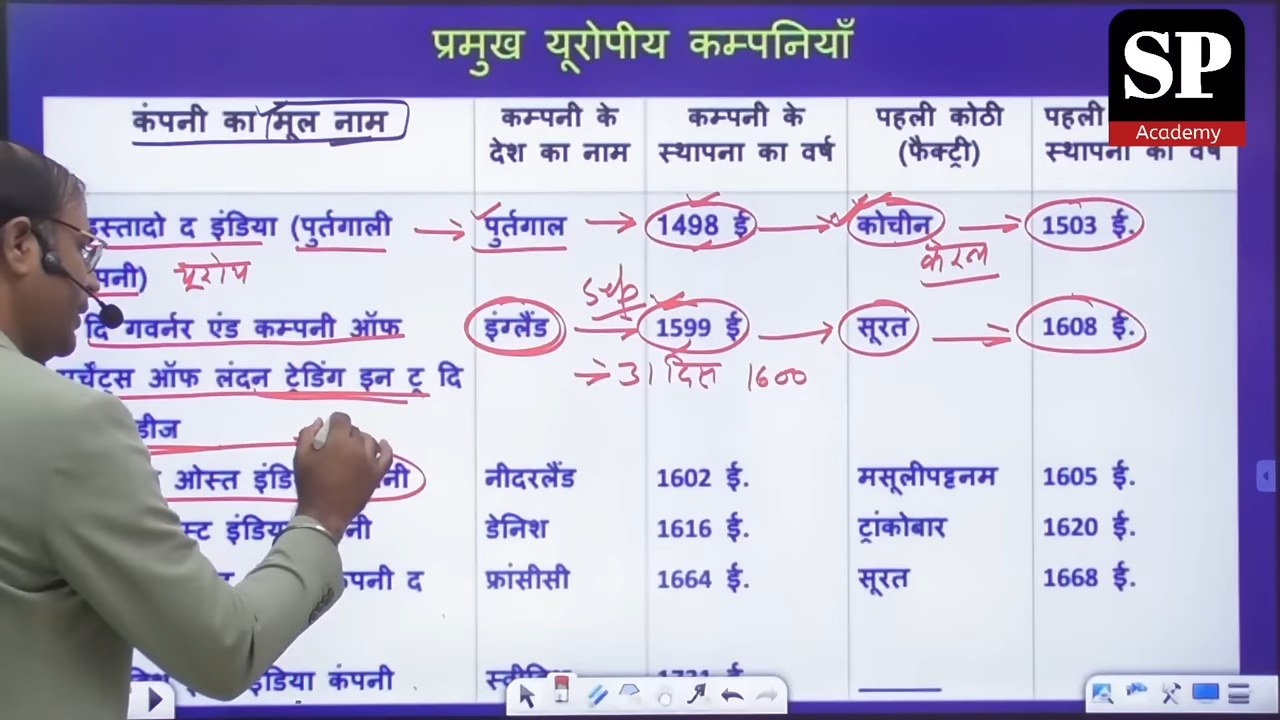 प्रमुख यूरोपीय कम्पनियाँ
SP
Academy
कंपनी का मूल नाम
कम्पनी के
देश का नाम
कम्पनी के
स्थापना का वर्ष
पहली कोठी
(फैक्ट्री)
पहली
स्थापना का वर्ष
द इंडिया (पुर्तगाली
पुर्तगाल
1498 ई
कोचीन
1503 ई.
यूरोप
केरल
Sep
दि गवर्नर एंड कम्पनी ऑफ
इंग्लैंड
1599 ई
सूरत
1608 ई.
ऑफ लंदन ट्रेडिंग इन टू दि
31 दिस 1600
ओस्त
नीदरलैंड
1602 ई.
मसूलीपट्टनम
1605 ई.
डेनिश
1616 ई.
ट्रांकोबार
1620 ई.
द
फ्रांसीसी
1664 ई.
सूरत
1668 ई.
इंडिया कंपनी